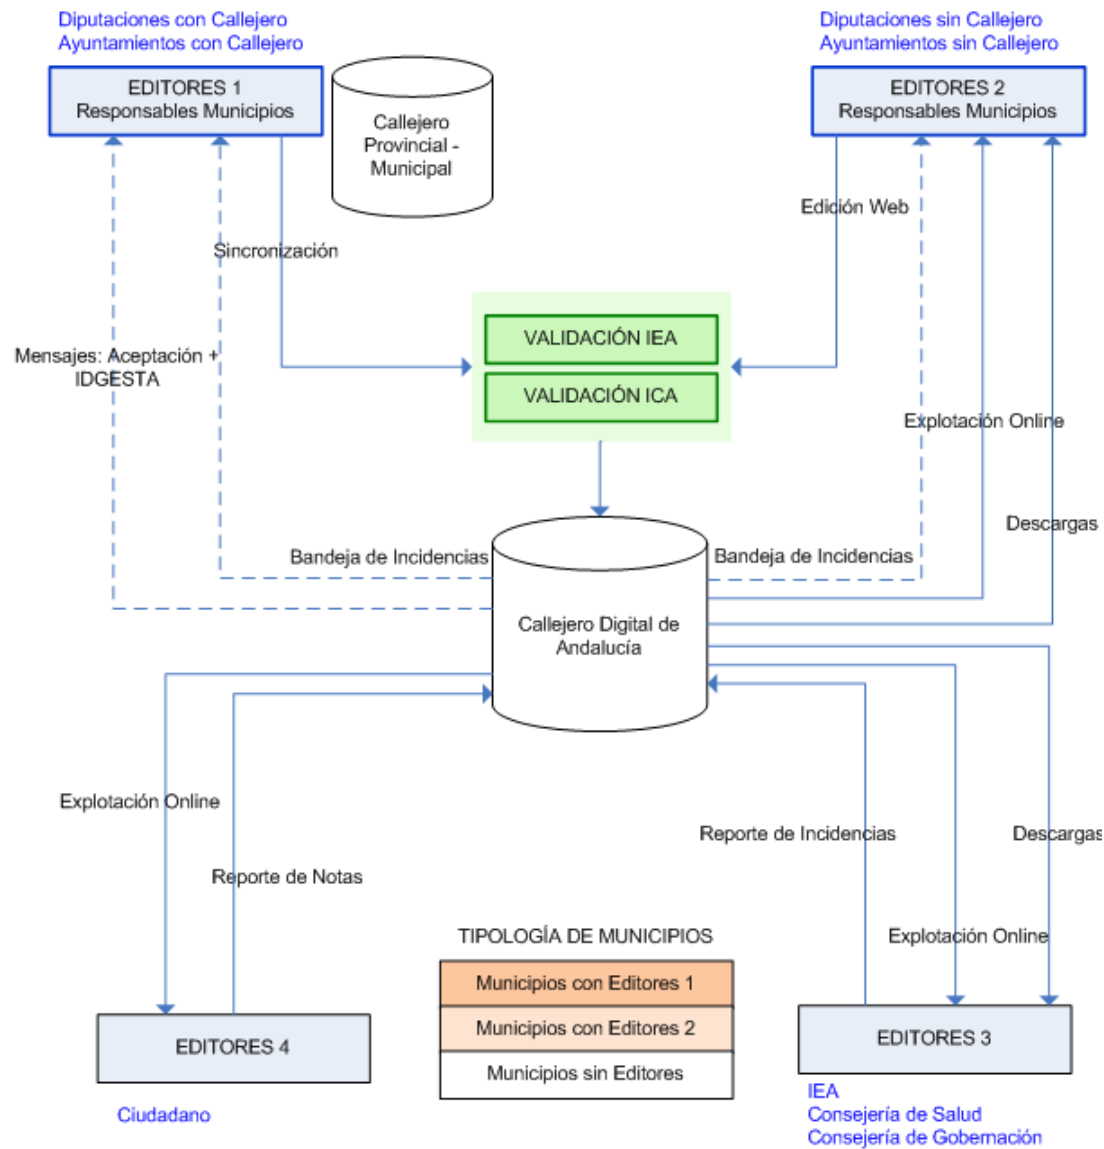 Diputaciones con Callejero
Ayuntamientos con Callejero
Diputaciones sin Callejero
Ayuntamientos sin Callejero
EDITORES 1
Responsables Municipios
Callejero
Provincial -
Municipal
EDITORES 2
Responsables Municipios
Edición Web
Sincronización
VALIDACIÓN IEA
VALIDACIÓN ICA
Mensajes: Aceptación +
IDGESTA
Explotación Online
Descargas
Bandeja de Incidencias
Bandeja de Incidencias
Callejero Digital de
Andalucía
Explotación Online
Reporte de Notas
Reporte de Incidencias
Descargas
Explotación Online
TIPOLOGÍA DE MUNICIPIOS
Municipios con Editores 1
Municipios con Editores 2
Municipios sin Editores
EDITORES 4
Ciudadano
EDITORES 3
IEA
Consejería de Salud
Consejería de Gobernación